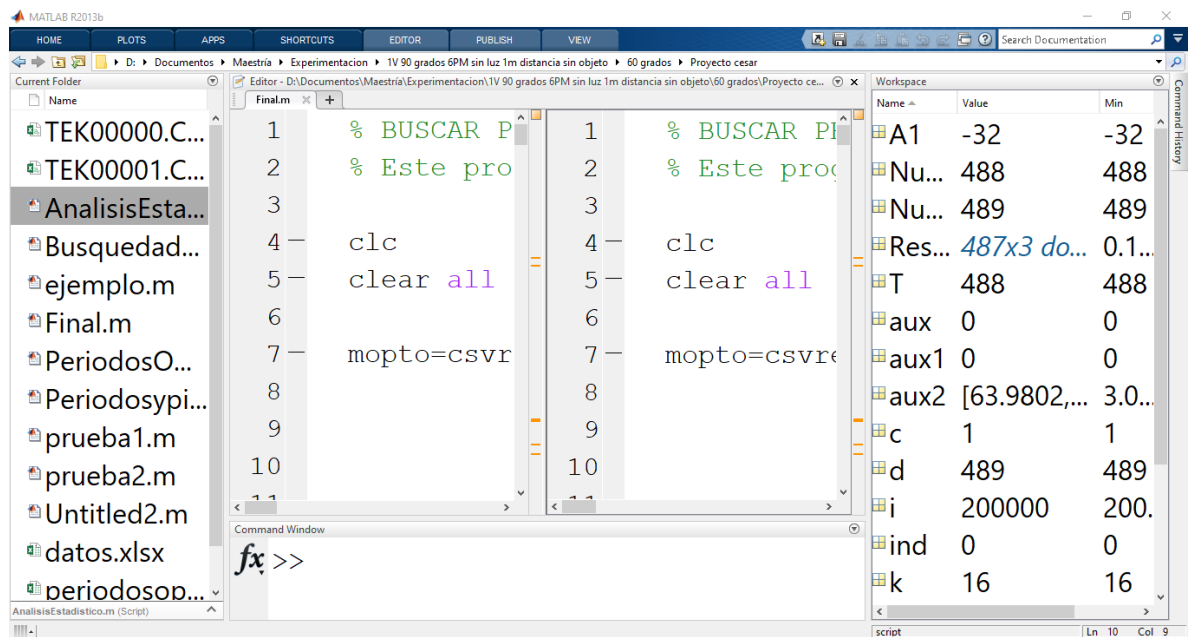 MATLAB R2013b
HOME PLOTS APPS SHORTCUTS EDITOR PUBLISH VIEW Search Documentation
D: Documentos Maestría Experimentacion 1V 90 grados 6PM sin luz 1m distancia sin objeto 60 grados Proyecto cesar
Current Folder
Name
TEK00000.C...
TEK00001.C...
AnalisisEsta...
Busquedad...
ejemplo.m
Final.m
PeriodosO...
Periodosypi...
prueba1.m
prueba2.m
Untitled2.m
datos.xlsx
periodosop...
AnalisisEstadistico.m (Script)
Editor - D:\Documentos\Maestría\Experimentacion\1V 90 grados 6PM sin luz 1m distancia sin objeto\60 grados\Proyecto ce...
Final.m
1 % BUSCAR P
2 % Este pro
3
4 clc
5 clear all
6
7 mopto=csvr
8
9
10
11
1 % BUSCAR PE
2 % Este prog
3
4 clc
5 clear all
6
7 mopto=csvre
8
9
10
11
Command Window
fx >>
Workspace
Name Value Min
A1 -32 -32
Nu... 488 488
Nu... 489 489
Res... 487x3 do... 0.1...
T 488 488
aux 0 0
aux1 0 0
aux2 [63.9802,... 3.0...
c 1 1
d 489 489
i 200000 200.
ind 0 0
k 16 16
Command History
script Ln 10 Col 9